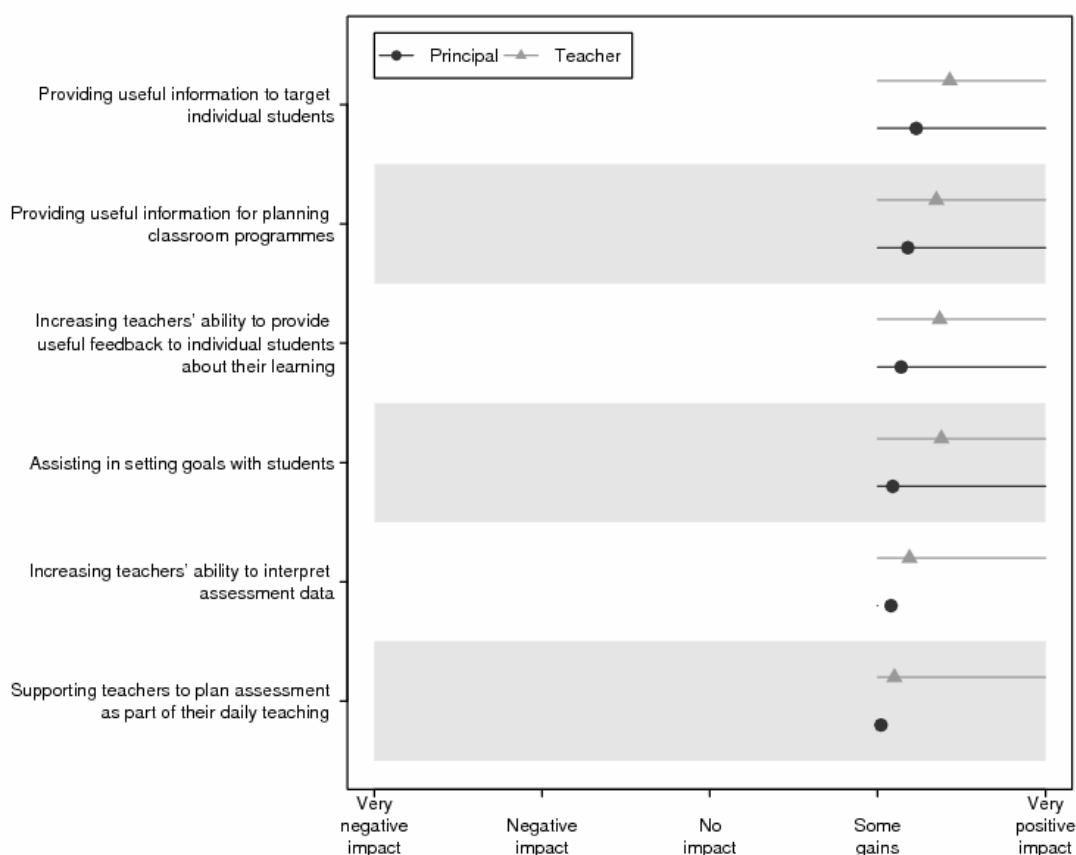 Principal Teacher
Providing useful information to target
individual students
Providing useful information for planning
classroom programmes
Increasing teachers' ability to provide
useful feedback to individual students
about their learning
Assisting in setting goals with students
Increasing teachers' ability to interpret
assessment data
Supporting teachers to plan assessment
as part of their daily teaching
Very
negative
impact
Negative
impact
No
impact
Some
gains
Very
positive
impact